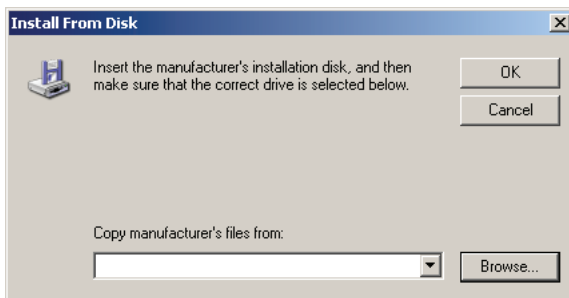 Install From Disk
Insert the manufacturer's installation disk, and then
make sure that the correct drive is selected below.
OK
Cancel
Copy manufacturer's files from:
Browse...